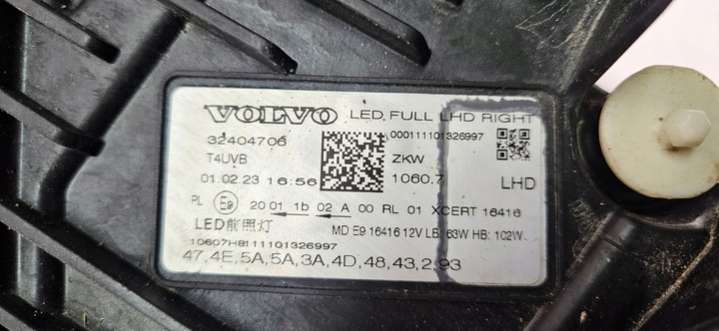 VOLVO LED, FULL LHD RIGHT
32404706 000111101326997
T4UVB ZKW
01.02.23 16:56 1060.7 LHD
PL E9 20 01 1b 02 A 00 RL 01 XCERT 16416
LED前照灯 MD E9 16416 12V LB: 63W HB: 102W
10607HB111101326997
47,4E,5A,5A,3A,4D,48,43,2,93